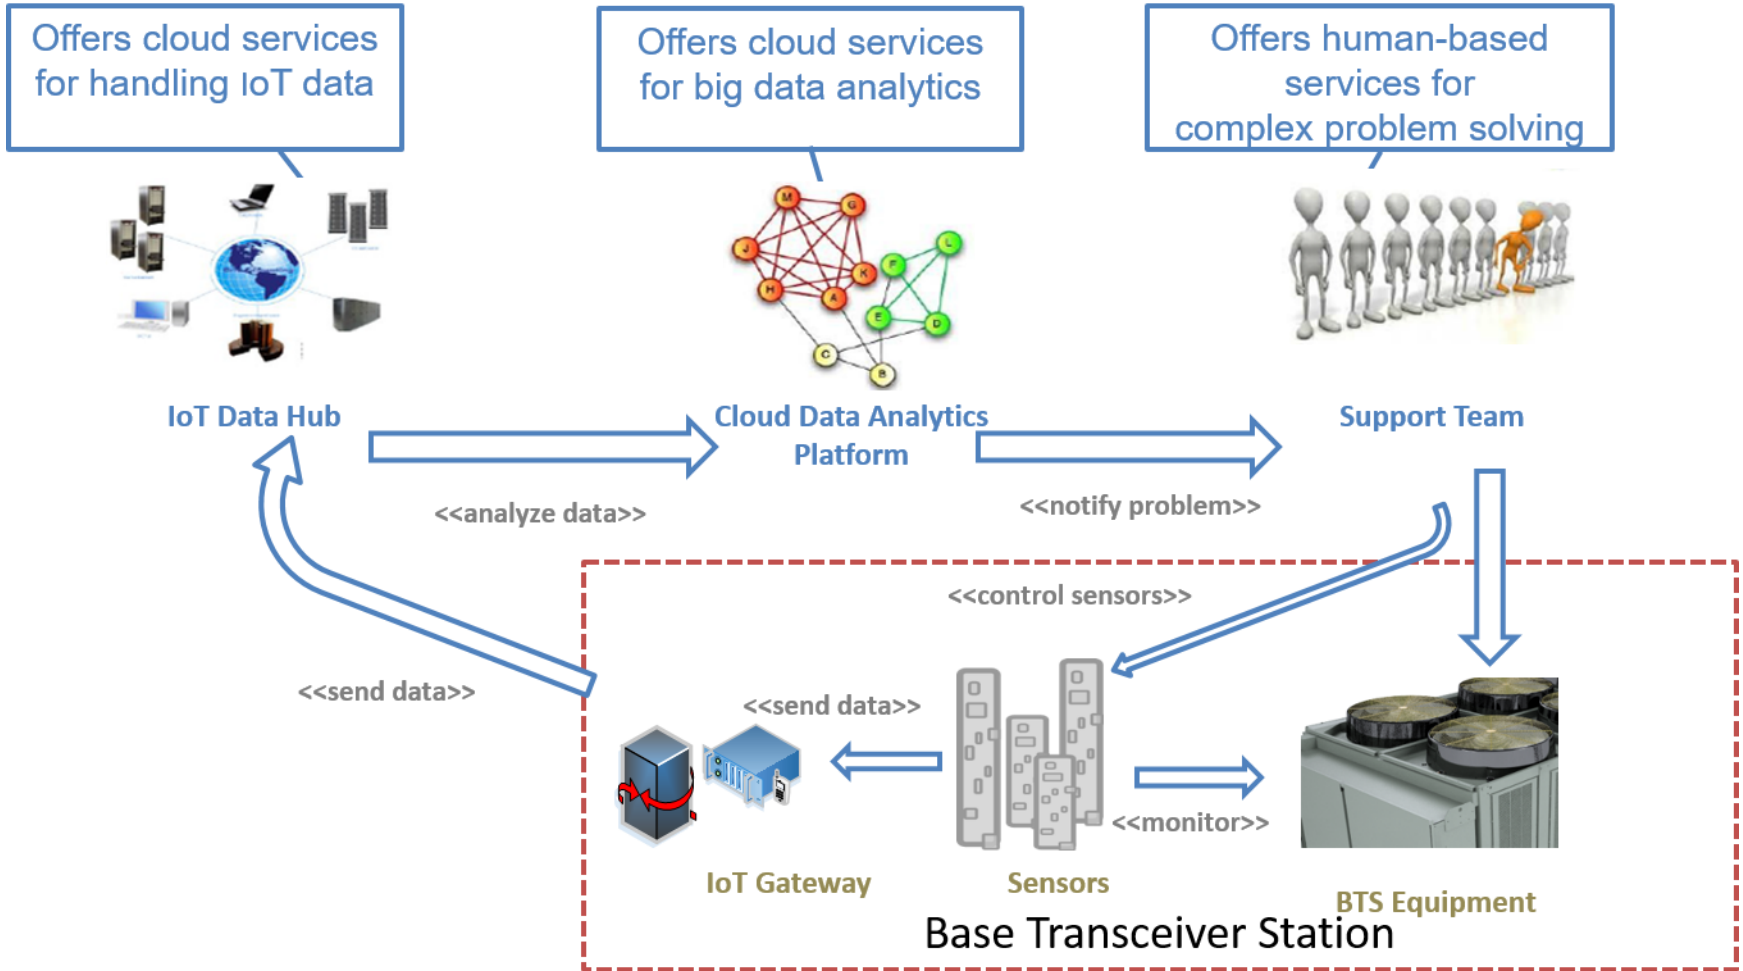 Offers cloud services
for handling IoT data
Offers cloud services
for big data analytics
Offers human-based
services for
complex problem solving
M
G
J
K
H
A
L
F
E
D
C
B
IoT Data Hub
Cloud Data Analytics
Platform
Support Team
<<analyze data>>
<<notify problem>>
<<control sensors>>
<<send data>>
<<send data>>
<<monitor>>
IoT Gateway
Sensors
BTS Equipment
Base Transceiver Station